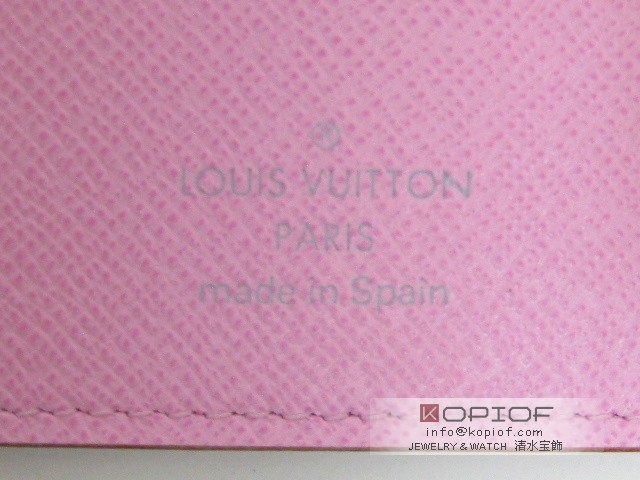 ®
LOUIS VUITTON
PARIS
made in Spain
KOPIOF
info@kopiof.com
JEWELRY & WATCH 清水宝飾